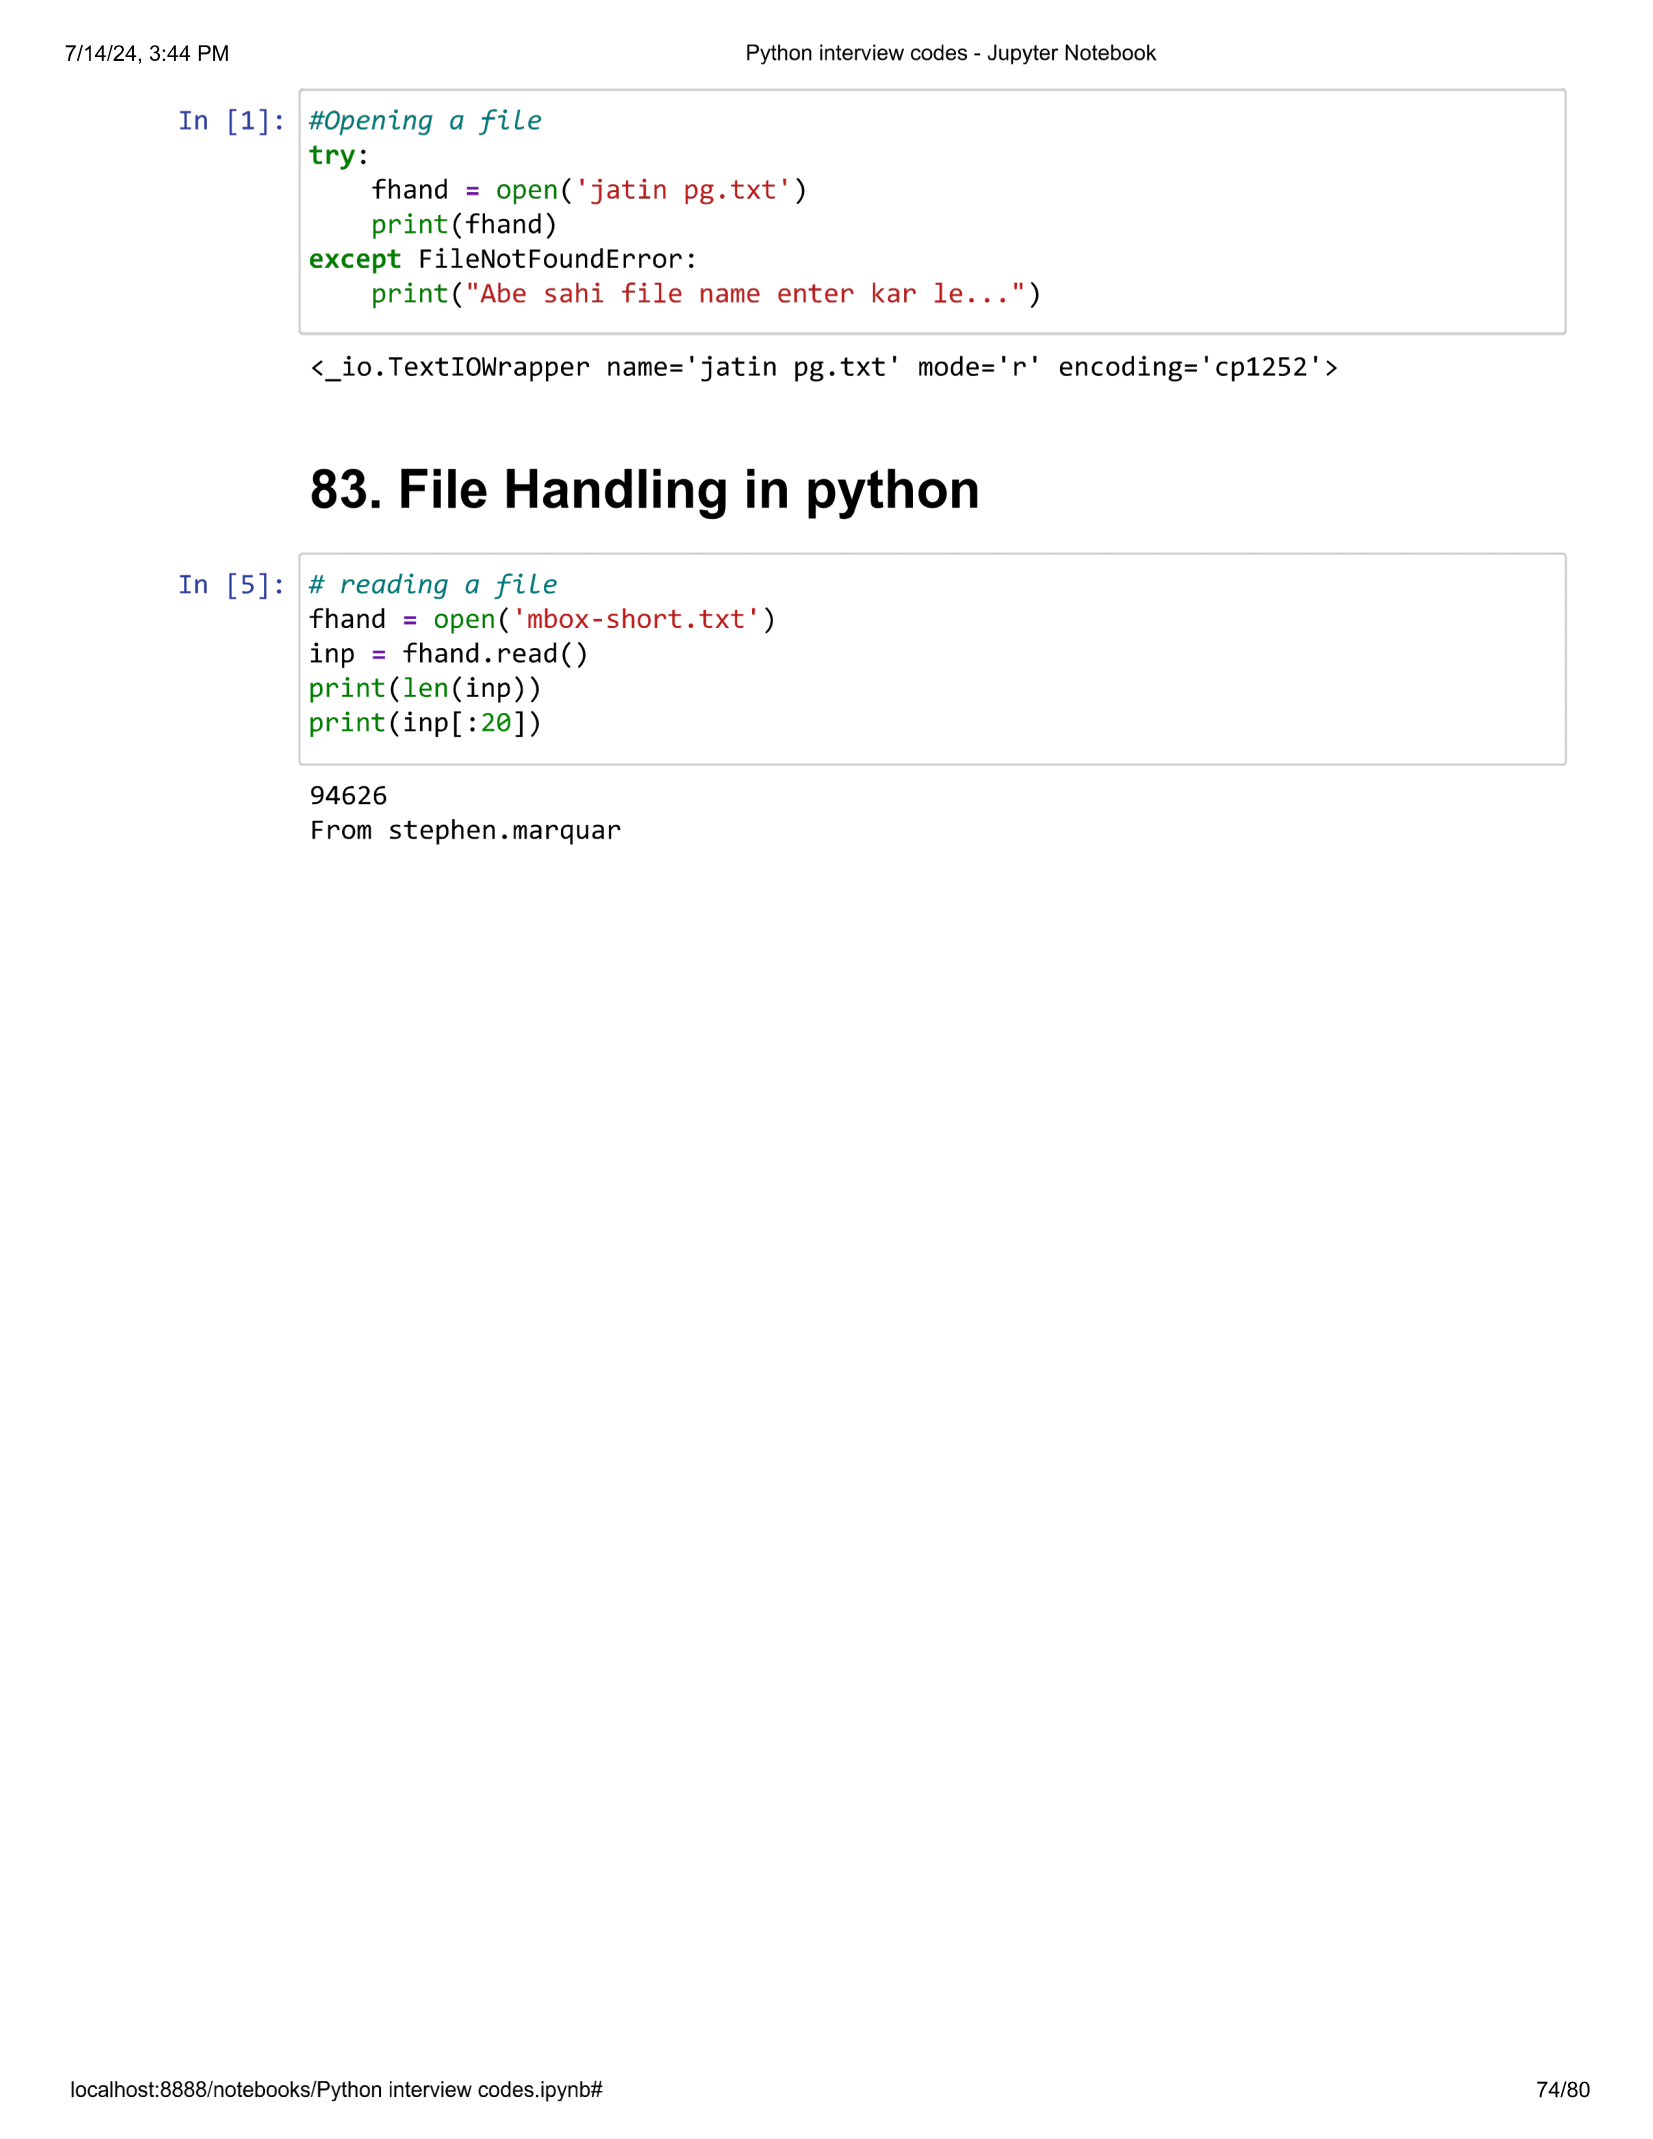 7/14/24, 3:44 PM
Python interview codes - Jupyter Notebook
In [1]: #Opening a file
try:
    fhand = open('jatin pg.txt')
    print(fhand)
except FileNotFoundError:
    print("Abe sahi file name enter kar le...")
<_io.TextIOWrapper name='jatin pg.txt' mode='r' encoding='cp1252'>
83. File Handling in python
In [5]: # reading a file
fhand = open('mbox-short.txt')
inp = fhand.read()
print(len(inp))
print(inp[:20])
94626
From stephen.marquar
localhost:8888/notebooks/Python interview codes.ipynb#
74/80